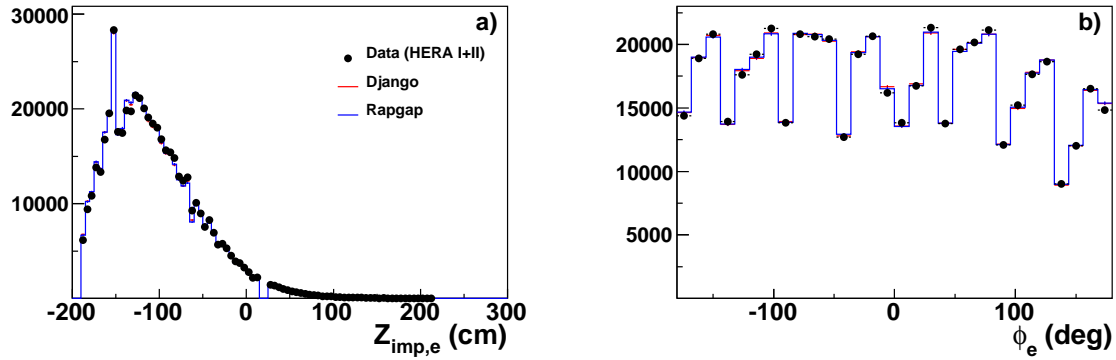 30000
20000
10000
a)
Data (HERA I+II)
Django
Rapgap
-200 -100 0 100 200 300
Z_imp,e (cm)
20000
15000
10000
5000
b)
-100 0 100
ϕ_e (deg)